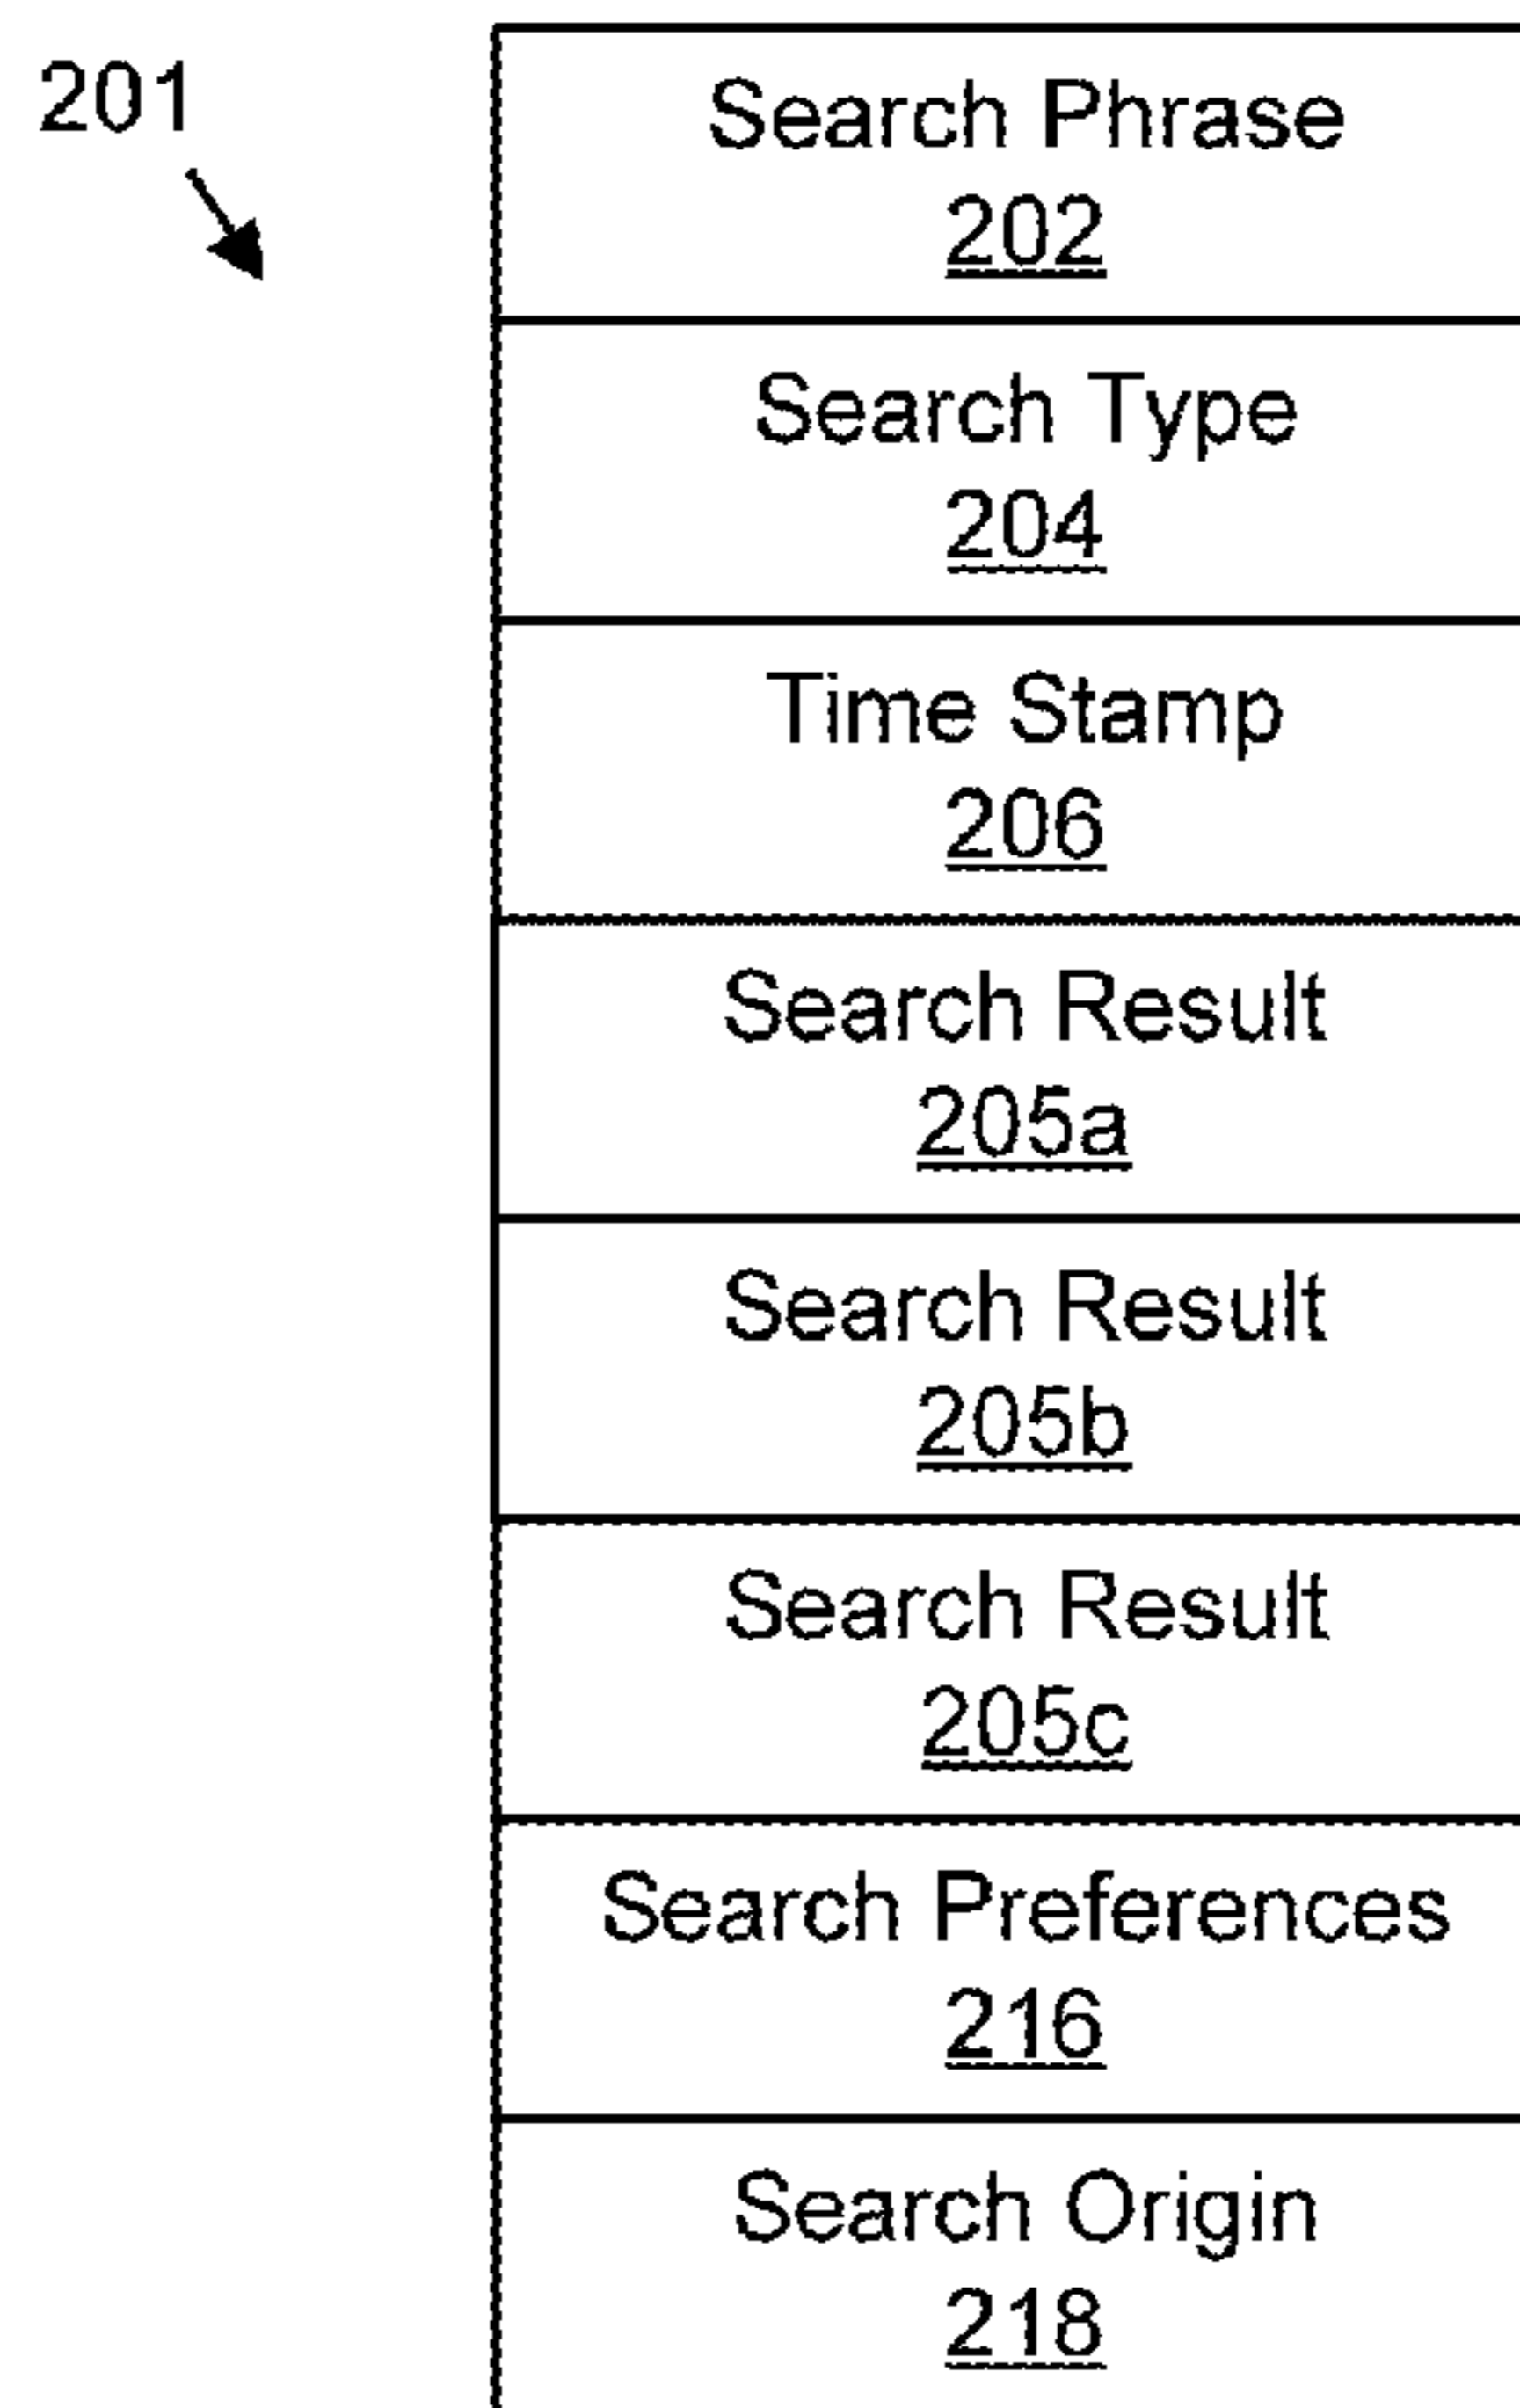 201
Search Phrase
202
Search Type
204
Time Stamp
206
Search Result
205a
Search Result
205b
Search Result
205c
Search Preferences
216
Search Origin
218